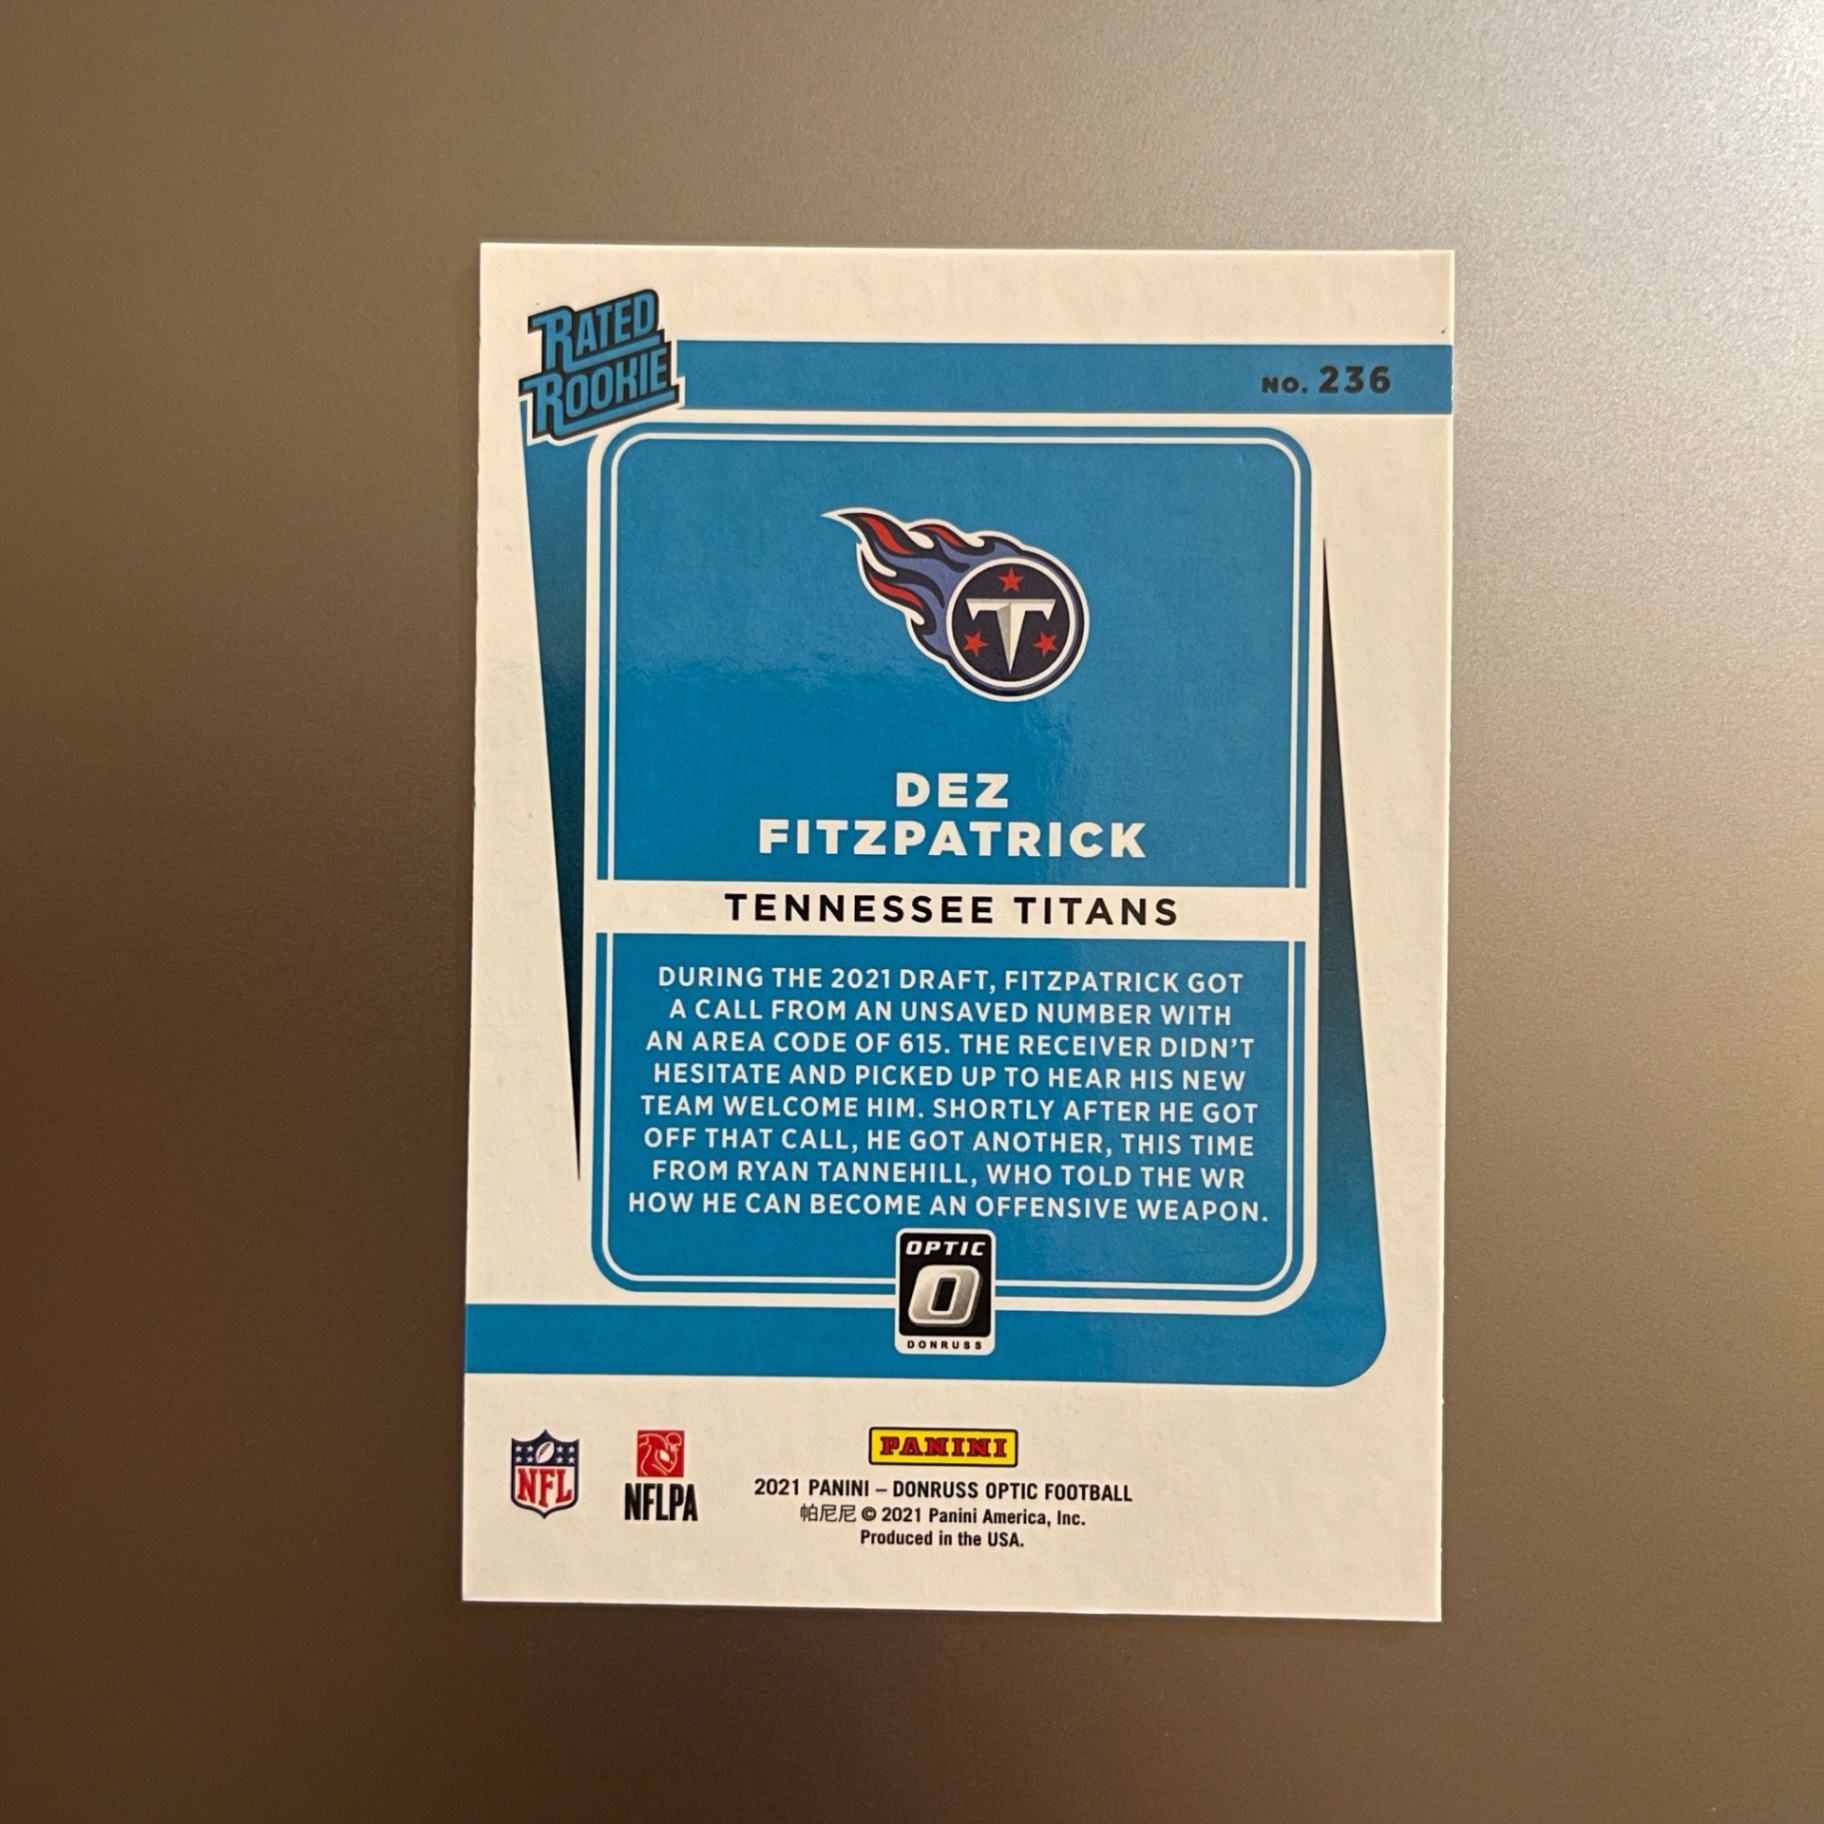 RATED
ROOKIE
NO. 236
T
DEZ
FITZPATRICK
TENNESSEE TITANS
DURING THE 2021 DRAFT, FITZPATRICK GOT
A CALL FROM AN UNSAVED NUMBER WITH
AN AREA CODE OF 615. THE RECEIVER DIDN'T
HESITATE AND PICKED UP TO HEAR HIS NEW
TEAM WELCOME HIM. SHORTLY AFTER HE GOT
OFF THAT CALL, HE GOT ANOTHER, THIS TIME
FROM RYAN TANNEHILL, WHO TOLD THE WR
HOW HE CAN BECOME AN OFFENSIVE WEAPON.
OPTIC
O
DONRUSS
NFL
NFLPA
PANINI
2021 PANINI – DONRUSS OPTIC FOOTBALL
帕尼尼 © 2021 Panini America, Inc.
Produced in the USA.